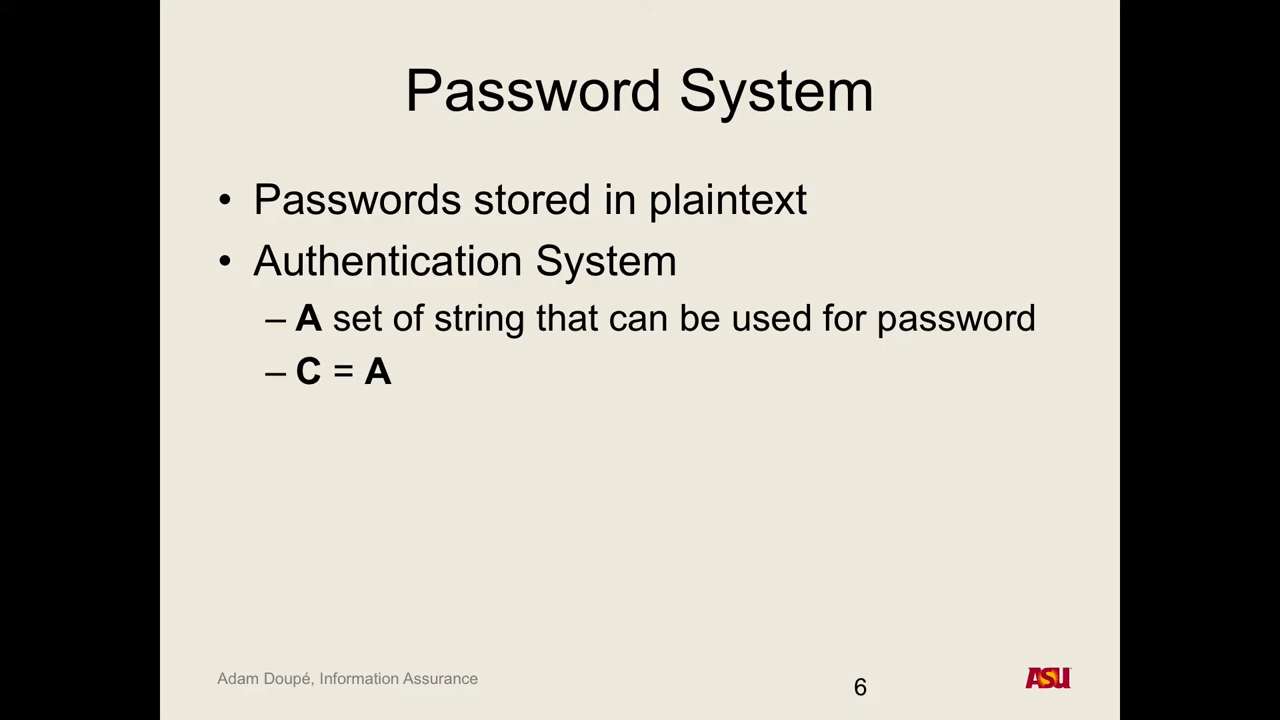 Password System
• Passwords stored in plaintext
• Authentication System
– A set of string that can be used for password
– C = A
Adam Doupé, Information Assurance
6
ASU